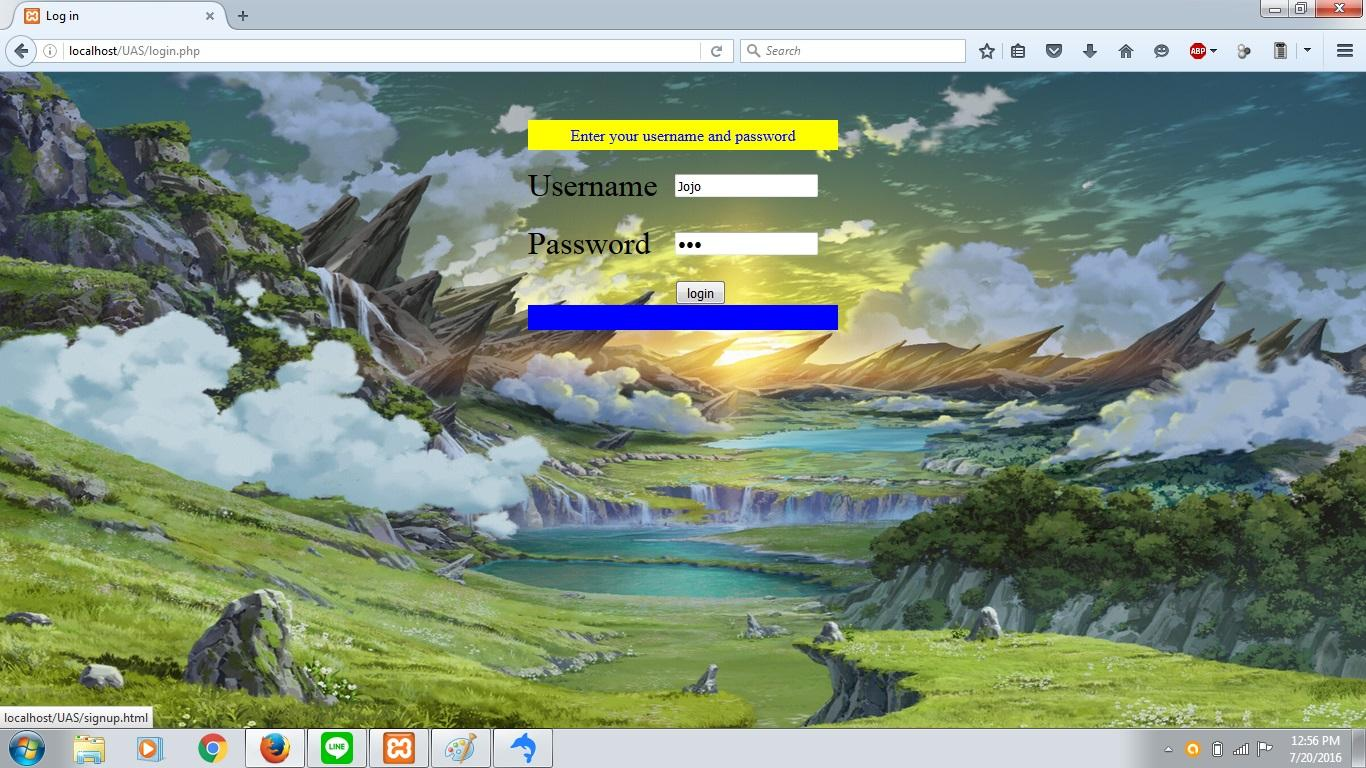 Log in
localhost/UAS/login.php
Search
ABP
Enter your username and password
Username
Jojo
Password
•••
login
localhost/UAS/signup.html
LINE
12:56 PM
7/20/2016